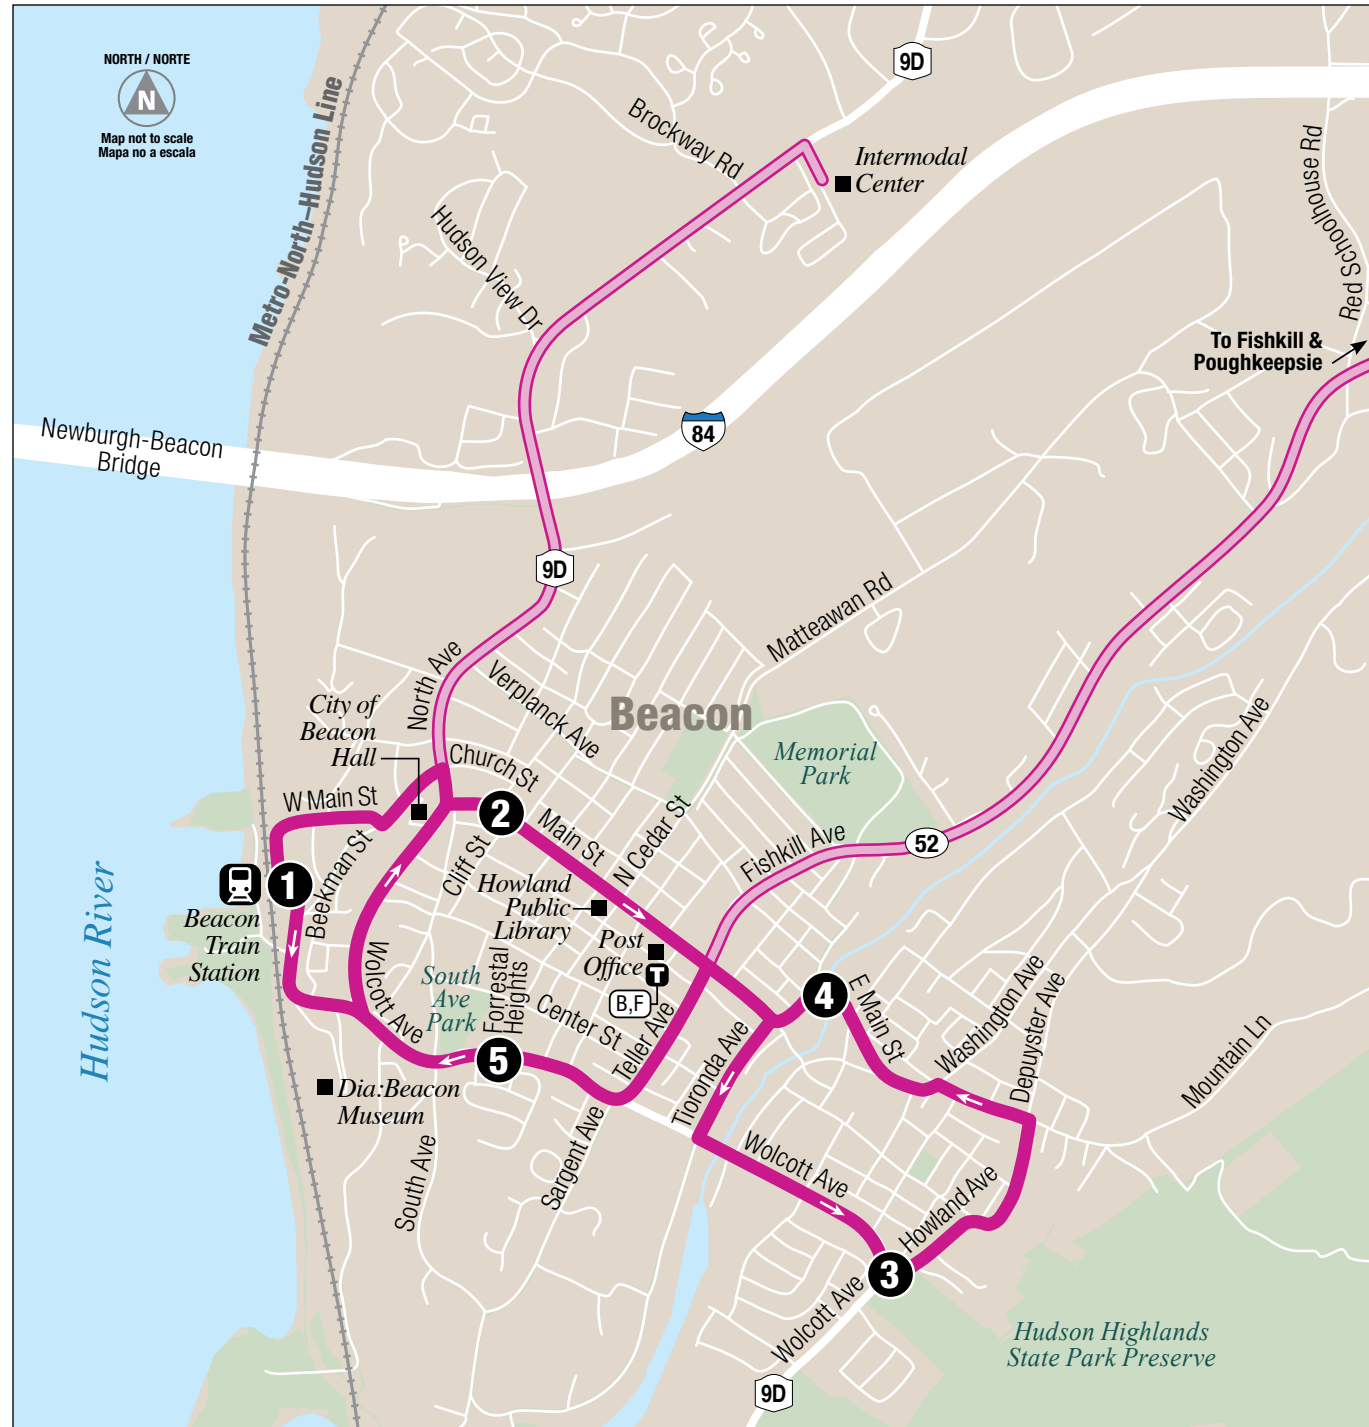 NORTH / NORTE
N
Map not to scale
Mapa no a escala
Metro-North–Hudson Line
9D
Brockway Rd
Intermodal
Center
Hudson View Dr
Red Schoolhouse Rd
To Fishkill &
Poughkeepsie
Newburgh-Beacon
Bridge
84
9D
Matteawan Rd
North Ave
Verplanck Ave
Beacon
City of
Beacon
Hall
Church St
Memorial
Park
Washington Ave
W Main St
2
Main St
N Cedar St
Fishkill Ave
52
Beekman St
Cliff St
1
Beacon
Train
Station
Hudson River
Howland
Public
Library
Post
Office
T
B,F
Wolcott Ave
South
Ave
Park
Forrestal
Heights
Center St
Teller Ave
4
E Main St
Washington Ave
Depuyster Ave
Mountain Ln
5
Tioronda Ave
Dia:Beacon
Museum
South Ave
Sargent Ave
Wolcott Ave
Howland Ave
3
Wolcott Ave
Hudson Highlands
State Park Preserve
9D